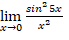 lim x→0 sin² 5x / x²